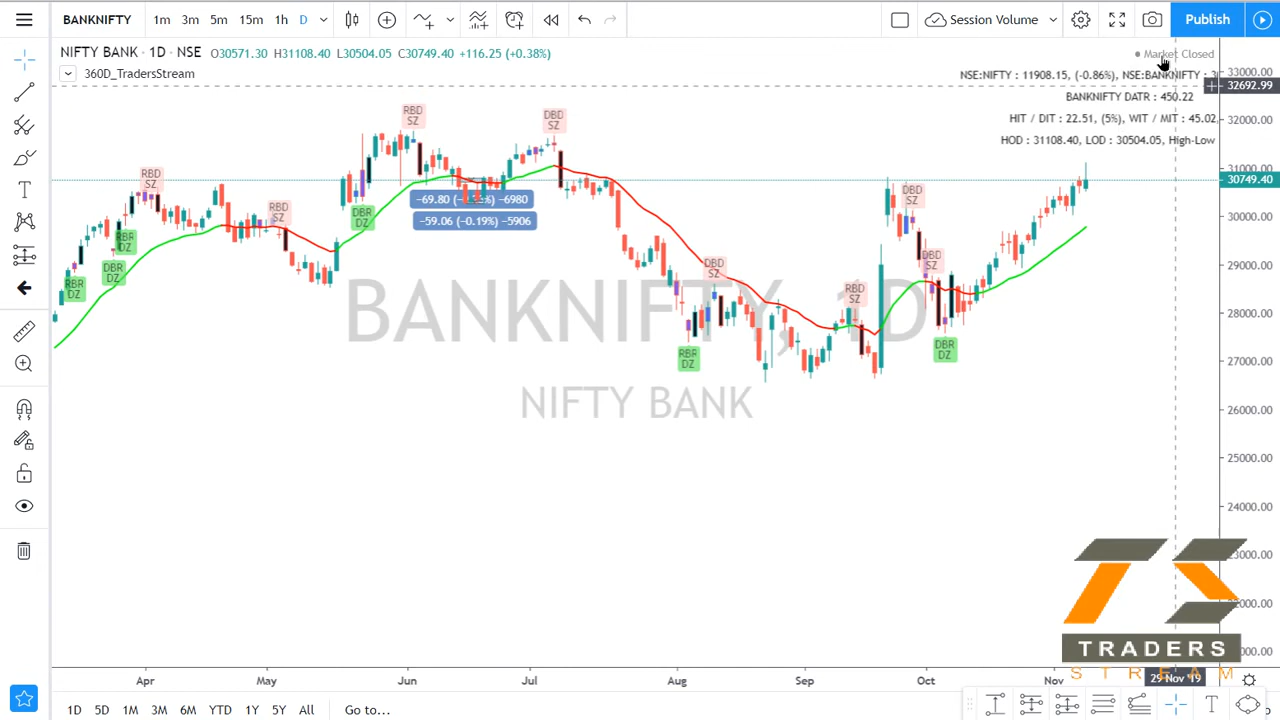 BANKNIFTY 1m 3m 5m 15m 1h D Session Volume Publish
NIFTY BANK · 1D · NSE O30571.30 H31108.40 L30504.05 C30749.40 +116.25 (+0.38%)
Market Closed
360D_TradersStream
NSE:NIFTY : 11908.15, (-0.86%), NSE:BANKNIFTY : 3
BANKNIFTY DATR : 450.22
HIT / DIT : 22.51, (5%), WIT / MIT : 45.02,
HOD : 31108.40, LOD : 30504.05, High-Low
33000.00
32692.99
32000.00
31000.00
30749.40
30000.00
29000.00
28000.00
27000.00
26000.00
25000.00
24000.00
23000.00
RBR
DZ
DBR
DZ
RBR
DZ
RBD
SZ
RBD
SZ
DBR
DZ
RBD
SZ
DBD
SZ
−69.80 ( −6980
−59.06 (−0.19%) −5906
RBR
DZ
DBD
SZ
RBD
SZ
DBD
SZ
RBD
SZ
DBR
DZ
BANKNIFTY, 1D
NIFTY BANK
TRADERS
STREAM
Apr May Jun Jul Aug Sep Oct Nov 29 Nov '19
1D 5D 1M 3M 6M YTD 1Y 5Y All Go to...